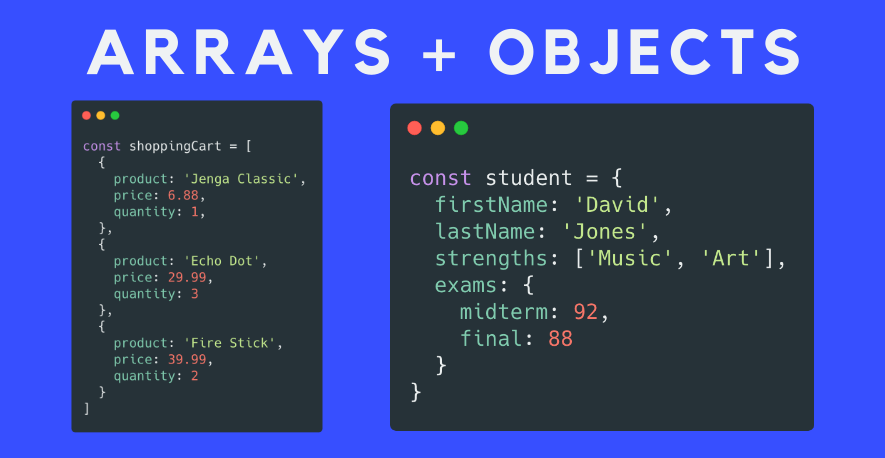 ARRAYS + OBJECTS
const shoppingCart = [
  {
    product: 'Jenga Classic',
    price: 6.88,
    quantity: 1,
  },
  {
    product: 'Echo Dot',
    price: 29.99,
    quantity: 3
  },
  {
    product: 'Fire Stick',
    price: 39.99,
    quantity: 2
  }
]
const student = {
  firstName: 'David',
  lastName: 'Jones',
  strengths: ['Music', 'Art'],
  exams: {
    midterm: 92,
    final: 88
  }
}